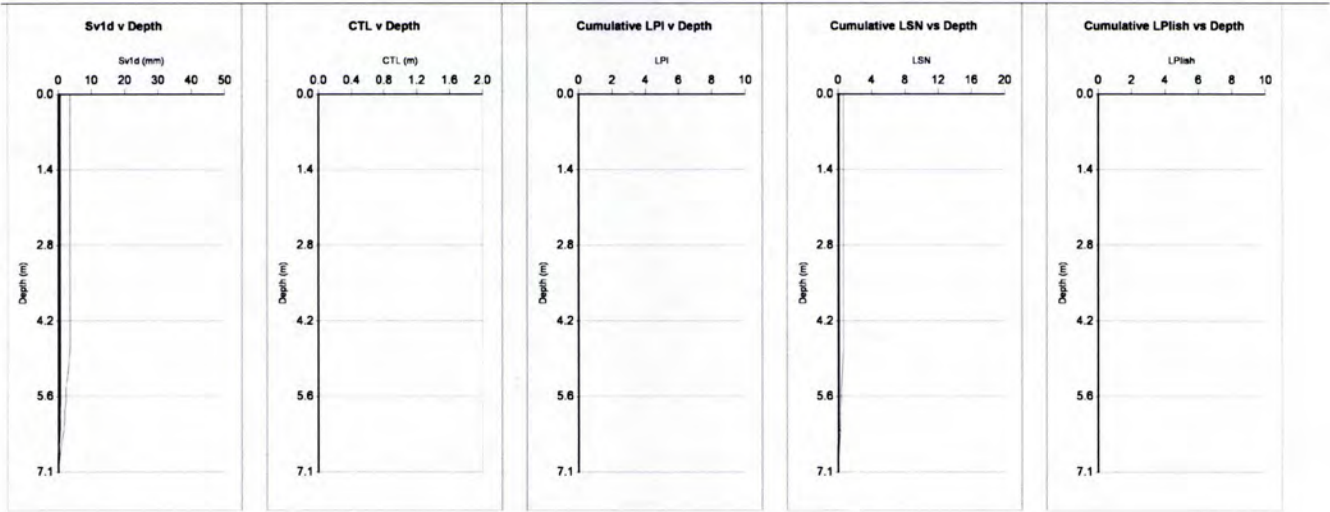 Sv1d v Depth
Sv1d (mm)
0 10 20 30 40 50
0.0
1.4
2.8
4.2
5.6
7.1
Depth (m)
CTL v Depth
CTL (m)
0.0 0.4 0.8 1.2 1.6 2.0
0.0
1.4
2.8
4.2
5.6
7.1
Depth (m)
Cumulative LPI v Depth
LPI
0 2 4 6 8 10
0.0
1.4
2.8
4.2
5.6
7.1
Depth (m)
Cumulative LSN vs Depth
LSN
0 4 8 12 16 20
0.0
1.4
2.8
4.2
5.6
7.1
Depth (m)
Cumulative LPIish vs Depth
LPIish
0 2 4 6 8 10
0.0
1.4
2.8
4.2
5.6
7.1
Depth (m)